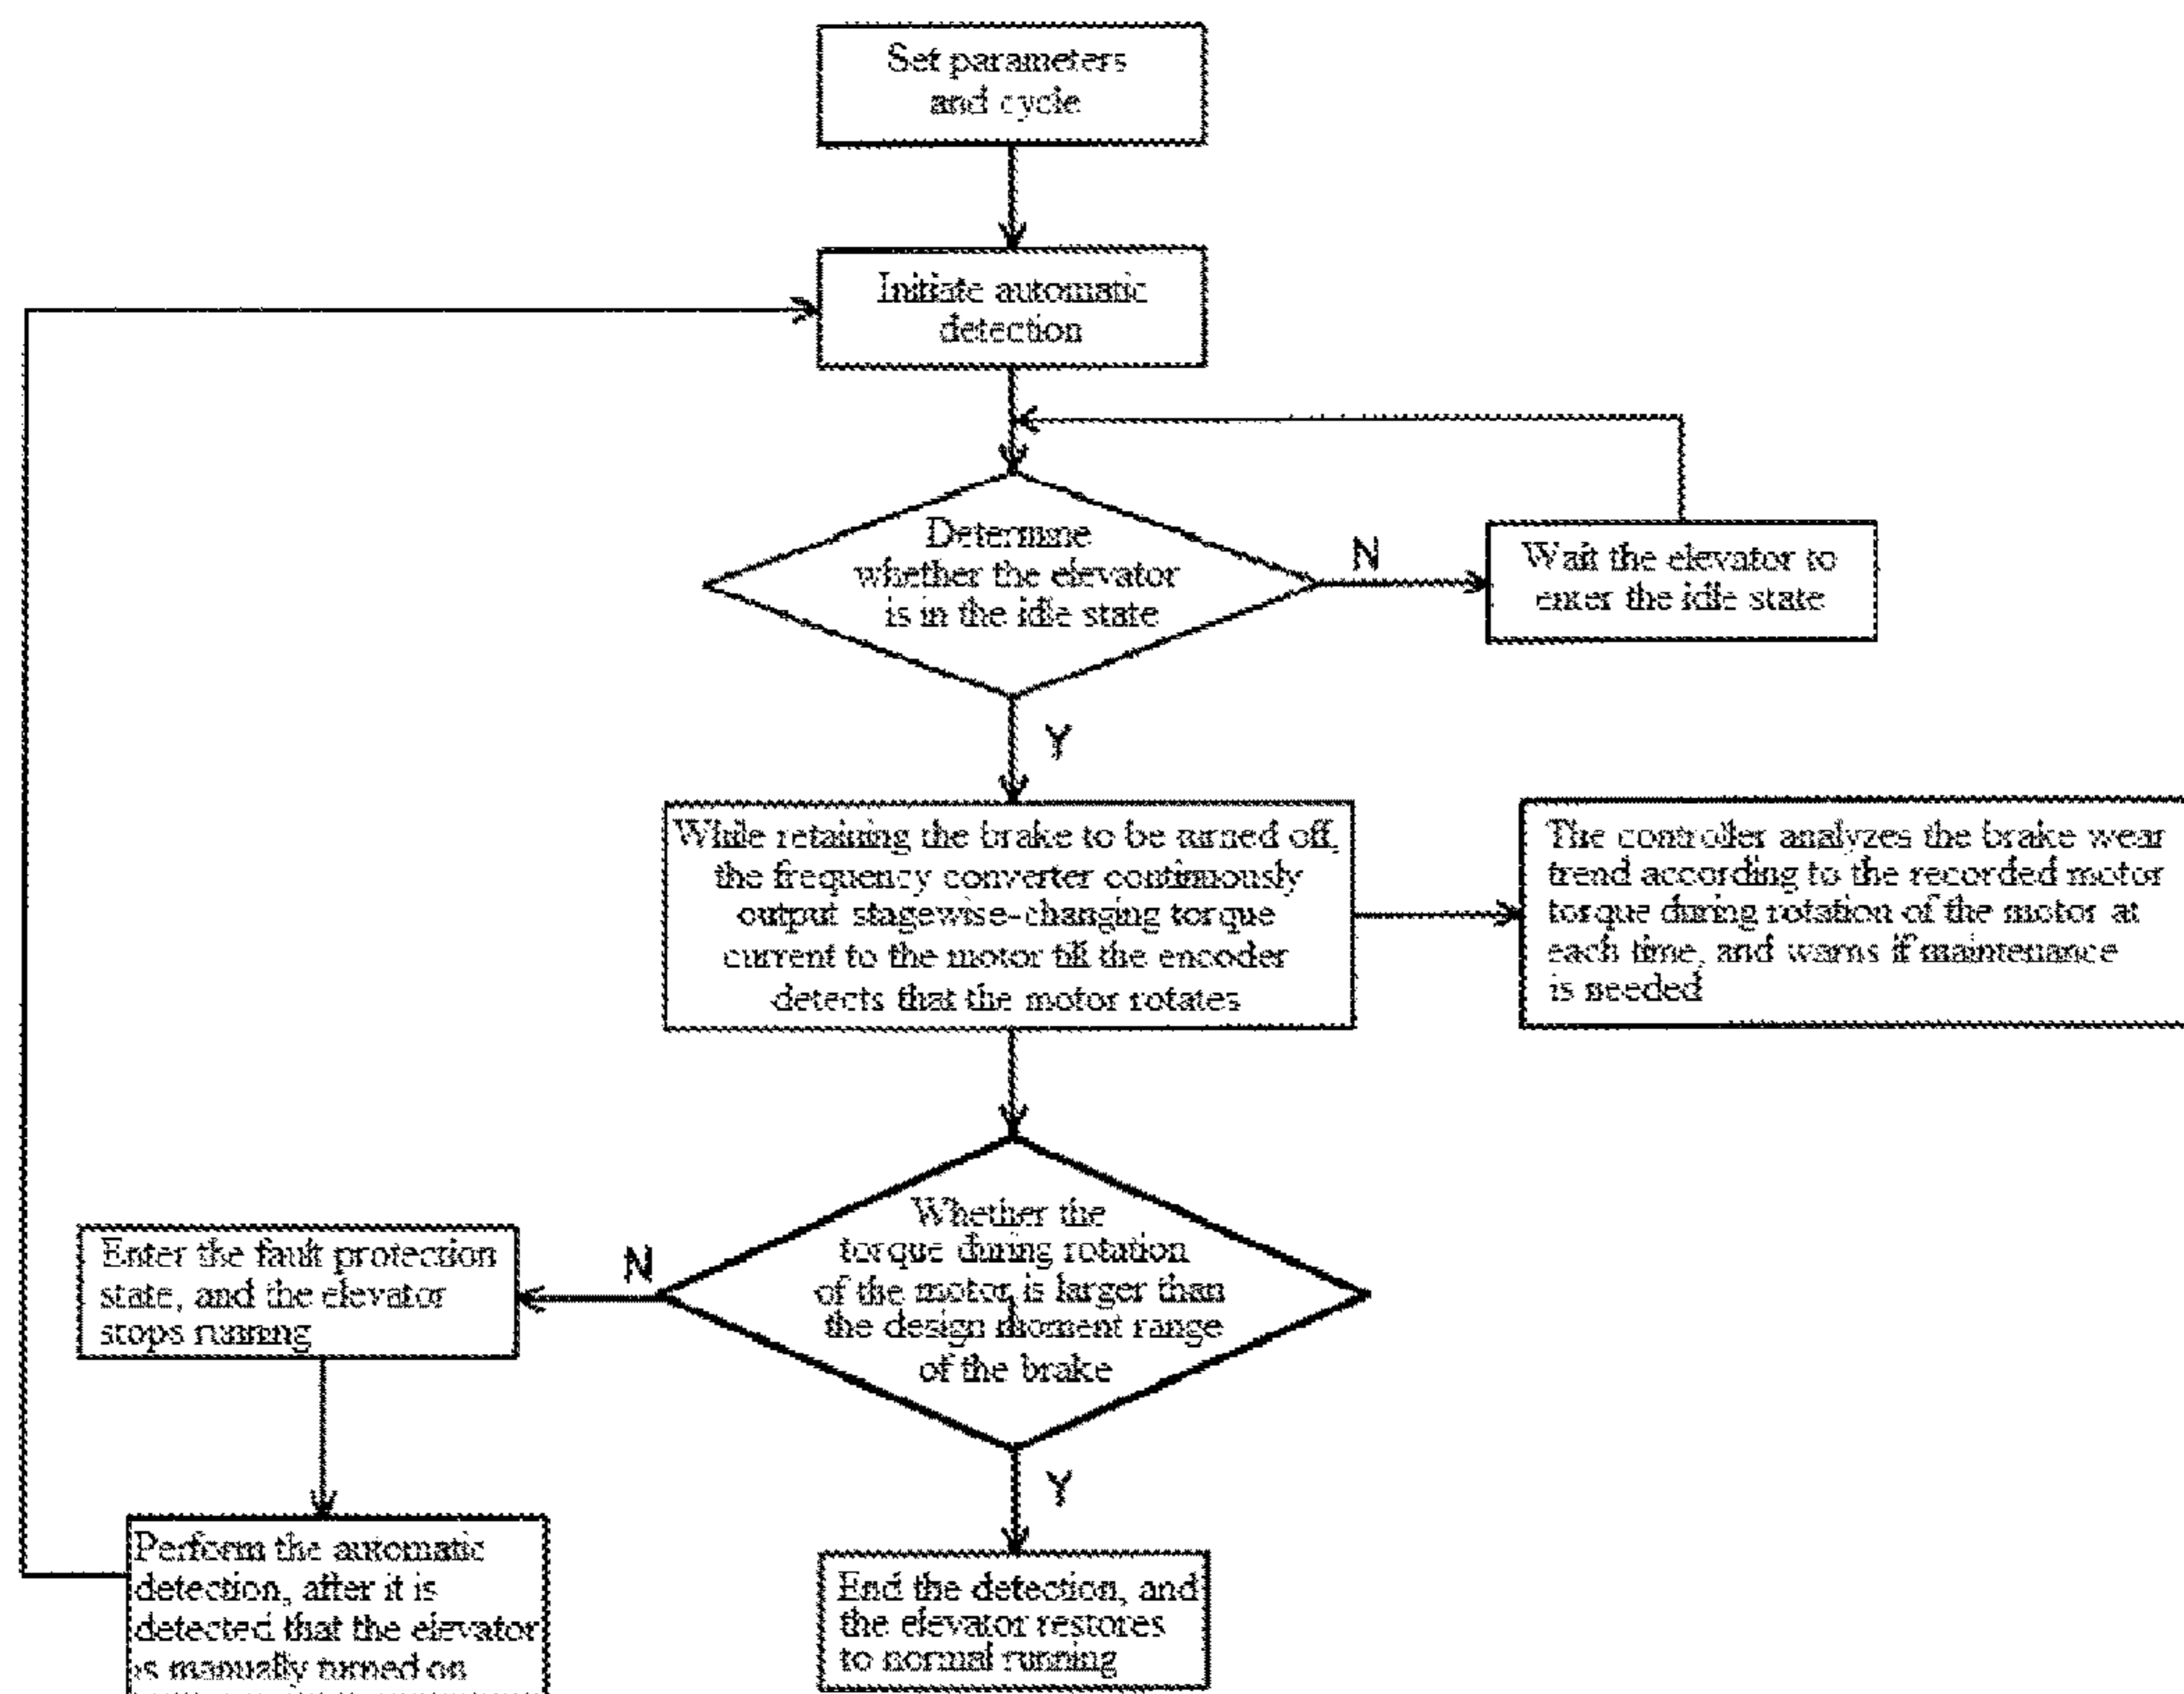 Set parameters
and cycle
Initiate automatic
detection
Determine
whether the elevator
is in the idle state
N
Wait the elevator to
enter the idle state
Y
While retaining the brake to be turned off,
the frequency converter continuously
output stagewise-changing torque
current to the motor till the encoder
detects that the motor rotates
The controller analyzes the brake wear
trend according to the recorded motor
torque during rotation of the motor at
each time, and warns if maintenance
is needed
Whether the
torque during rotation
of the motor is larger than
the design moment range
of the brake
N
Enter the fault protection
state, and the elevator
stops running
Y
Perform the automatic
detection, after it is
detected that the elevator
is manually turned on
End the detection, and
the elevator restores
to normal running